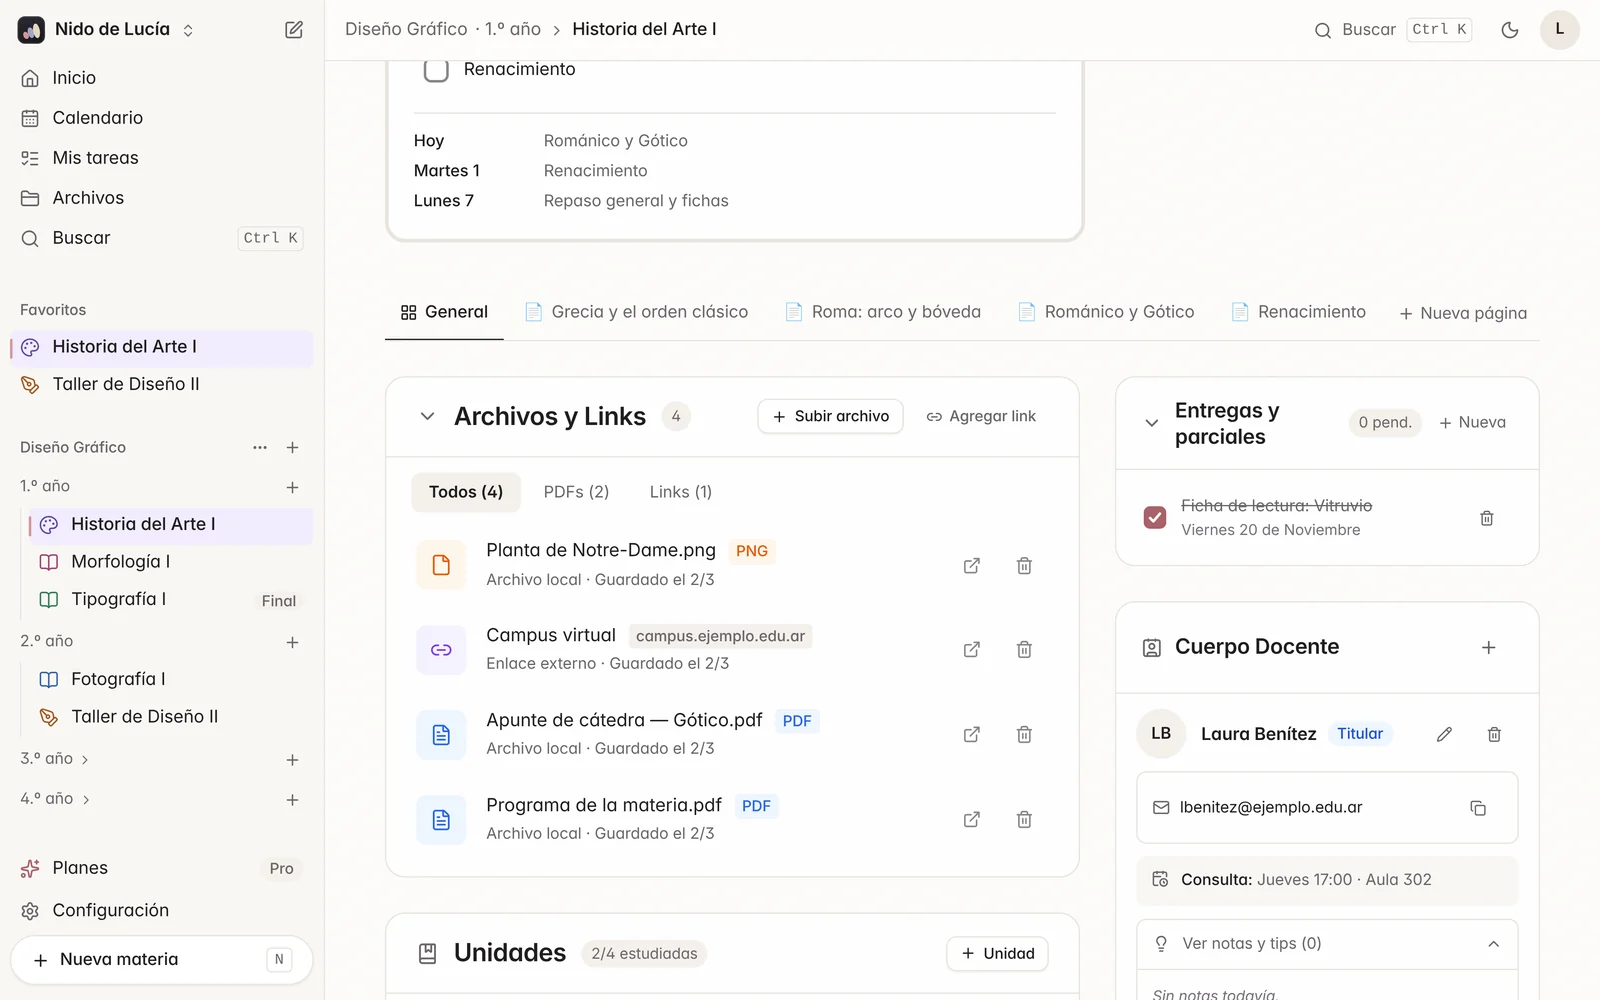 Nido de Lucía
Inicio
Calendario
Mis tareas
Archivos
Buscar
Ctrl K
Favoritos
Historia del Arte I
Taller de Diseño II
Diseño Gráfico
1.º año
Historia del Arte I
Morfología I
Tipografía I
Final
2.º año
Fotografía I
Taller de Diseño II
3.º año
4.º año
Planes
Pro
Configuración
Nueva materia
N
Diseño Gráfico · 1.º año › Historia del Arte I
Buscar
Ctrl K
L
Renacimiento
Hoy Románico y Gótico
Martes 1 Renacimiento
Lunes 7 Repaso general y fichas
General
Grecia y el orden clásico
Roma: arco y bóveda
Románico y Gótico
Renacimiento
+ Nueva página
Archivos y Links
4
+ Subir archivo
Agregar link
Todos (4)
PDFs (2)
Links (1)
Planta de Notre-Dame.png
PNG
Archivo local · Guardado el 2/3
Campus virtual
campus.ejemplo.edu.ar
Enlace externo · Guardado el 2/3
Apunte de cátedra — Gótico.pdf
PDF
Archivo local · Guardado el 2/3
Programa de la materia.pdf
PDF
Archivo local · Guardado el 2/3
Unidades
2/4 estudiadas
+ Unidad
Entregas y
parciales
0 pend.
+ Nueva
Ficha de lectura: Vitruvio
Viernes 20 de Noviembre
Cuerpo Docente
LB
Laura Benítez
Titular
lbenitez@ejemplo.edu.ar
Consulta: Jueves 17:00 · Aula 302
Ver notas y tips (0)
Sin notas todavía.